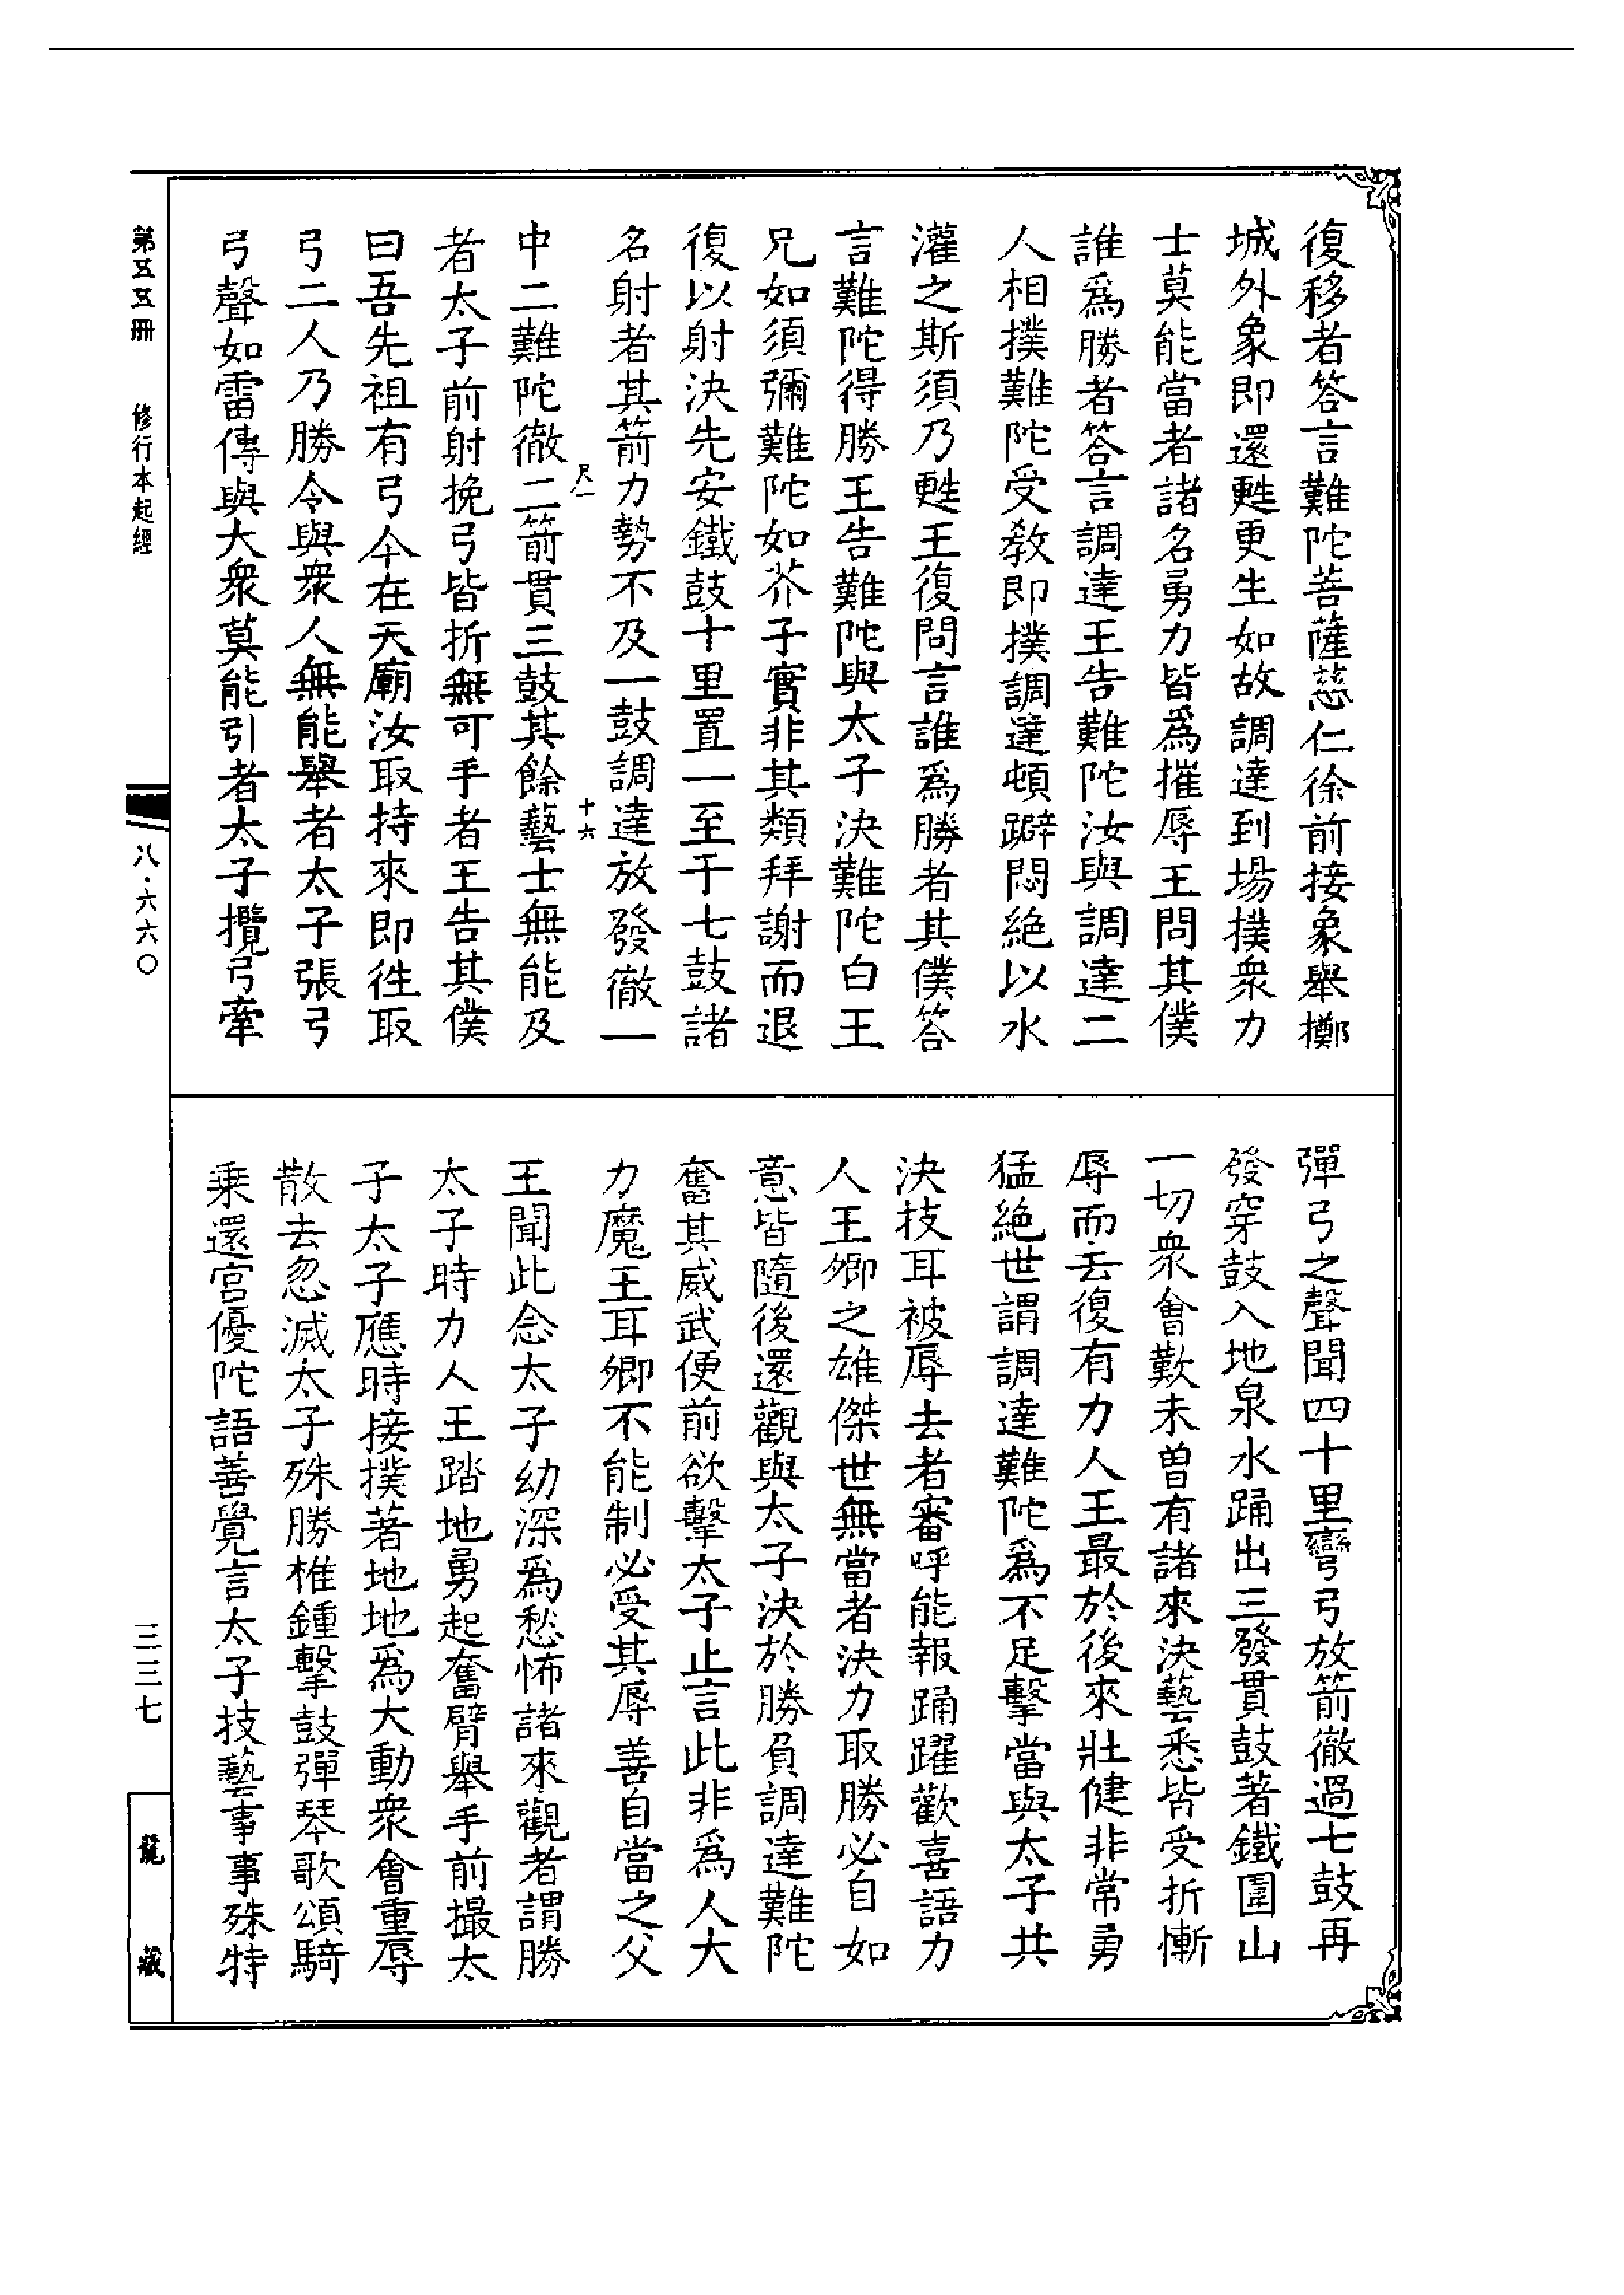 復移者答言難陀菩薩慈仁徐前接象舉擲
城外象即還甦更生如故調達到場撲衆力
士莫能當者諸名勇力皆爲摧辱王問其僕
誰爲勝者答言調達王告難陀汝與調達二
人相撲難陀受教即撲調達頓躃悶絶以水
灌之斯須乃甦王復問言誰爲勝者其僕答
言難陀得勝王告難陀與太子決難陀白王
兄如須彌難陀如芥子實非其類拜謝而退
復以射決先安鐵鼓十里置一至于七鼓諸
名射者其箭力勢不及一鼓調達放發徹一
尺一
十六
中二難陀徹二箭貫三鼓其餘藝士無能及
者太子前射挽弓皆折無可手者王告其僕
曰吾先祖有弓今在天廟汝取持來即往取
弓二人乃勝令與衆人無能舉者太子張弓
弓聲如雷傳與大衆莫能引者太子攬弓牽
彈弓之聲聞四十里彎弓放箭徹過七鼓再
發穿鼓入地泉水踊出三發貫鼓著鐵圍山
一切衆會歎未曾有諸來決藝悉皆受折慚
辱而去復有力人王最於後來壯健非常勇
猛絶世謂調達難陀爲不足擊當與太子共
決技耳被辱去者審呼能報踊躍歡喜語力
人王卿之雄傑世無當者決力取勝必自如
意皆隨後還觀與太子決於勝負調達難陀
奮其威武便前欲擊太子止言此非爲人大
力魔王耳卿不能制必受其辱善自當之父
王聞此念太子幼深爲愁怖諸來觀者謂勝
太子時力人王踏地勇起奮臂舉手前撮太
子太子應時接撲著地地爲大動衆會重辱
散去忽滅太子殊勝椎鍾擊鼓彈琴歌頌騎
乘還宮優陀語善覺言太子技藝事事殊特
第五五冊
修行本起經
八·六六〇
三三七
龍藏